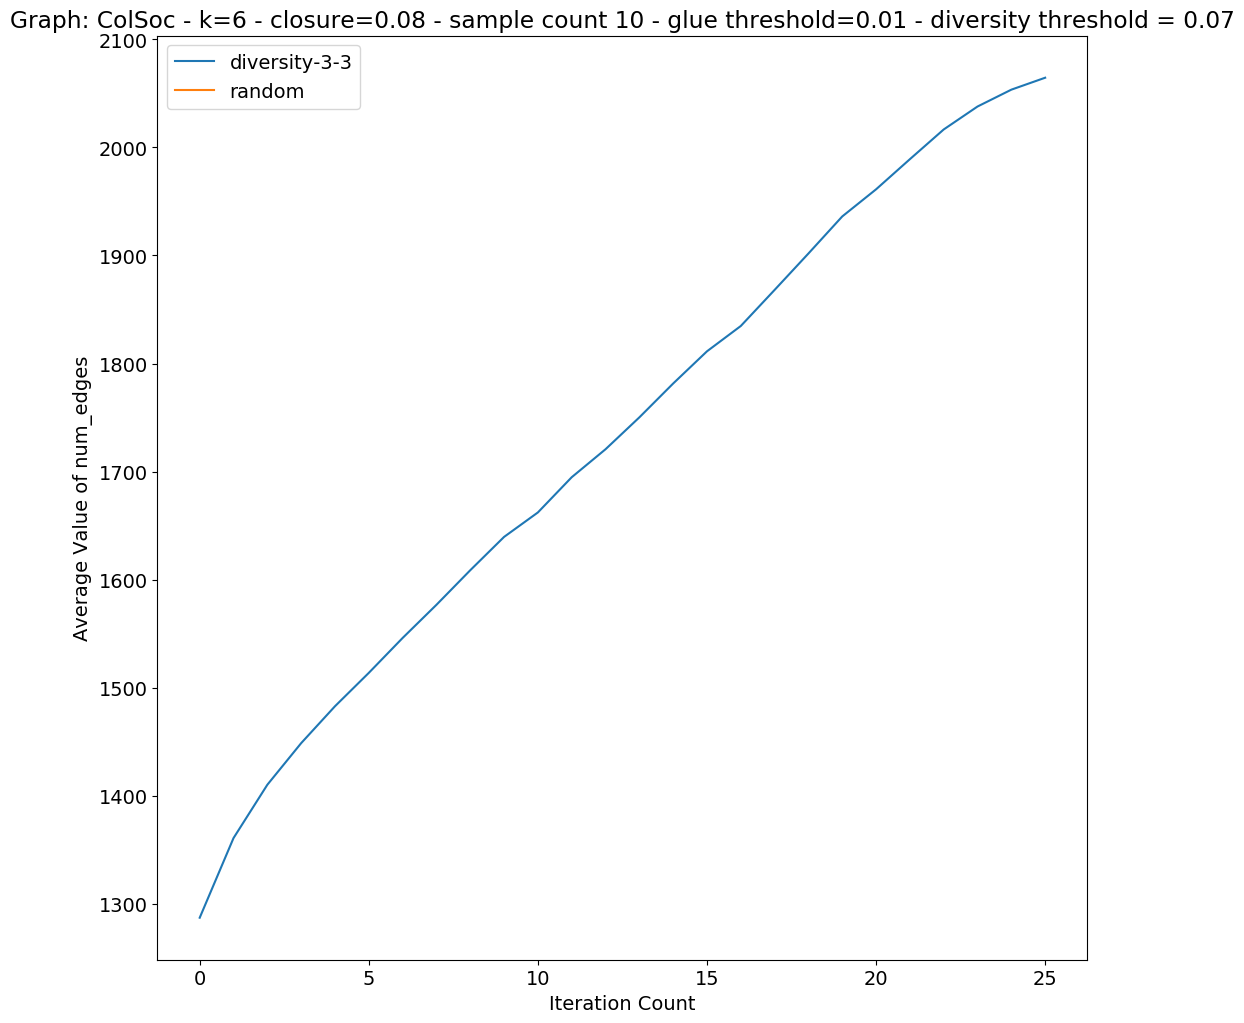 Graph: ColSoc - k=6 - closure=0.08 - sample count 10 - glue threshold=0.01 - diversity threshold = 0.07
diversity-3-3
random
Average Value of num_edges
2100
2000
1900
1800
1700
1600
1500
1400
1300
0 5 10 15 20 25
Iteration Count